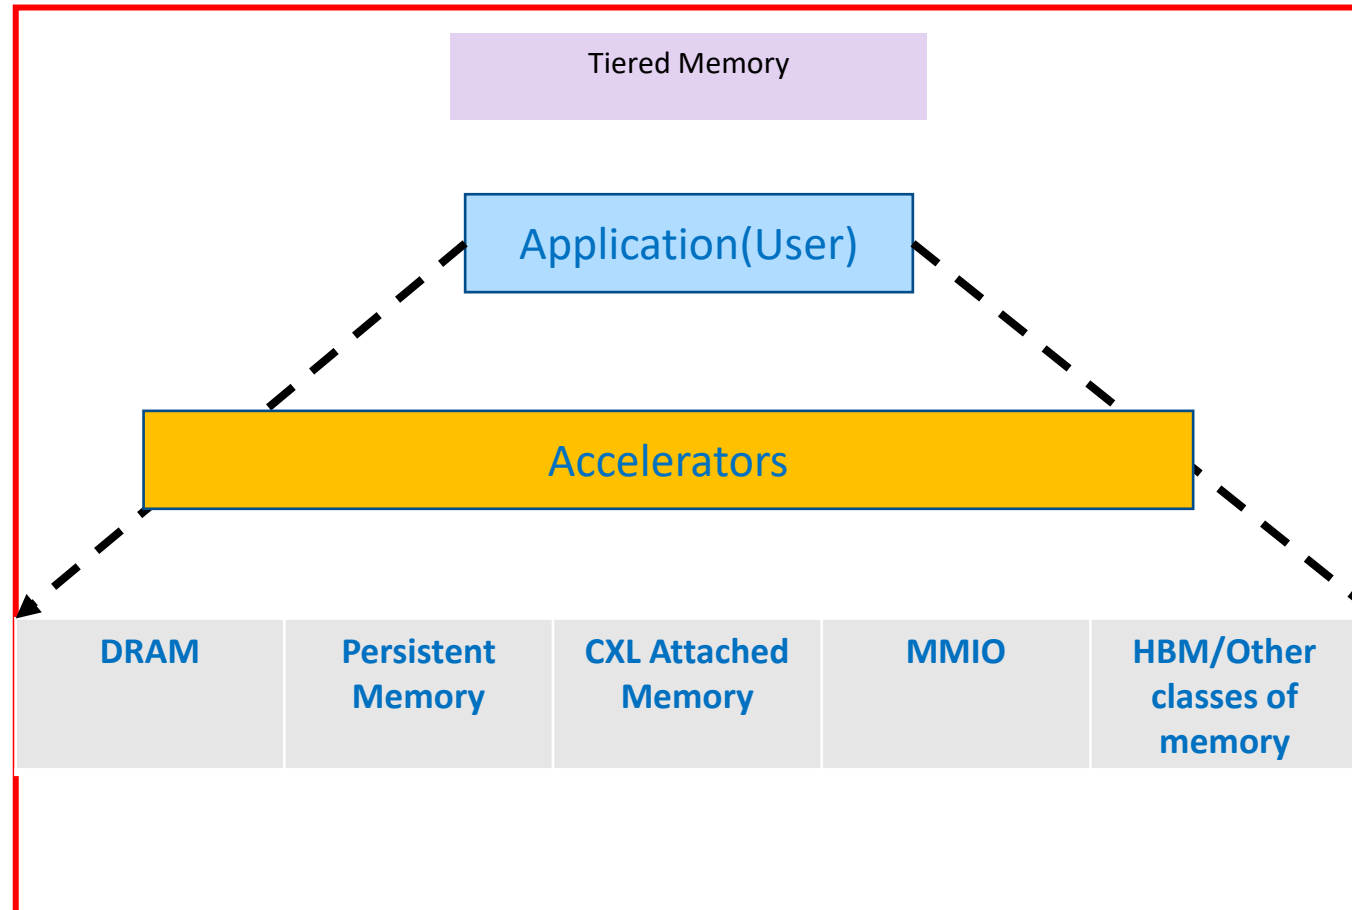 Tiered Memory
Application(User)
Accelerators
DRAM
Persistent
Memory
CXL Attached
Memory
MMIO
HBM/Other
classes of
memory